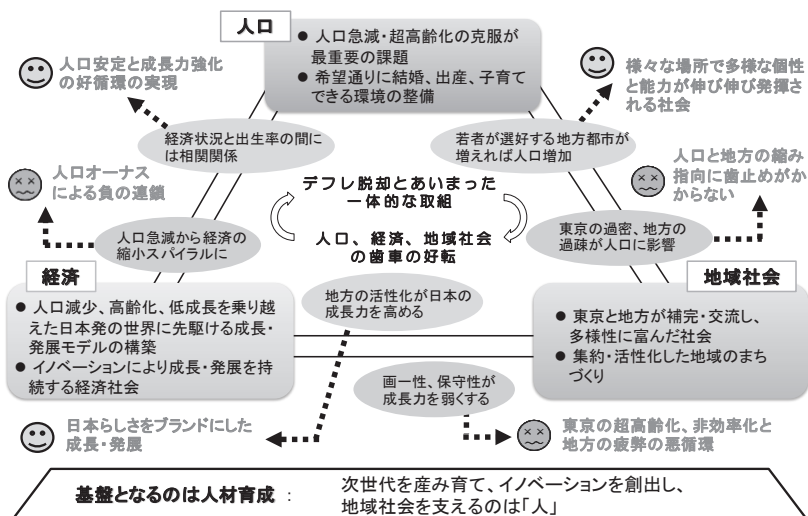 人口
● 人口急減・超高齢化の克服が
最重要の課題
● 希望通りに結婚、出産、子育て
できる環境の整備
人口安定と成長力強化
の好循環の実現
様々な場所で多様な個性
と能力が伸び伸び発揮さ
れる社会
経済状況と出生率の間に
は相関関係
若者が選好する地方都市が
増えれば人口増加
人口オーナス
による負の連鎖
人口と地方の縮み
指向に歯止めがか
からない
デフレ脱却とあいまった
一体的な取組
人口、経済、地域社会
の歯車の好転
人口急減から経済の
縮小スパイラルに
東京の過密、地方の
過疎が人口に影響
経済
● 人口減少、高齢化、低成長を乗り越
えた日本発の世界に先駆ける成長・
発展モデルの構築
● イノベーションにより成長・発展を持
続する経済社会
地方の活性化が日本の
成長力を高める
地域社会
● 東京と地方が補完・交流し、
多様性に富んだ社会
● 集約・活性化した地域のまち
づくり
画一性、保守性が
成長力を弱くする
日本らしさをブランドにした
成長・発展
東京の超高齢化、非効率化と
地方の疲弊の悪循環
基盤となるのは人材育成 : 次世代を産み育て、イノベーションを創出し、
地域社会を支えるのは「人」